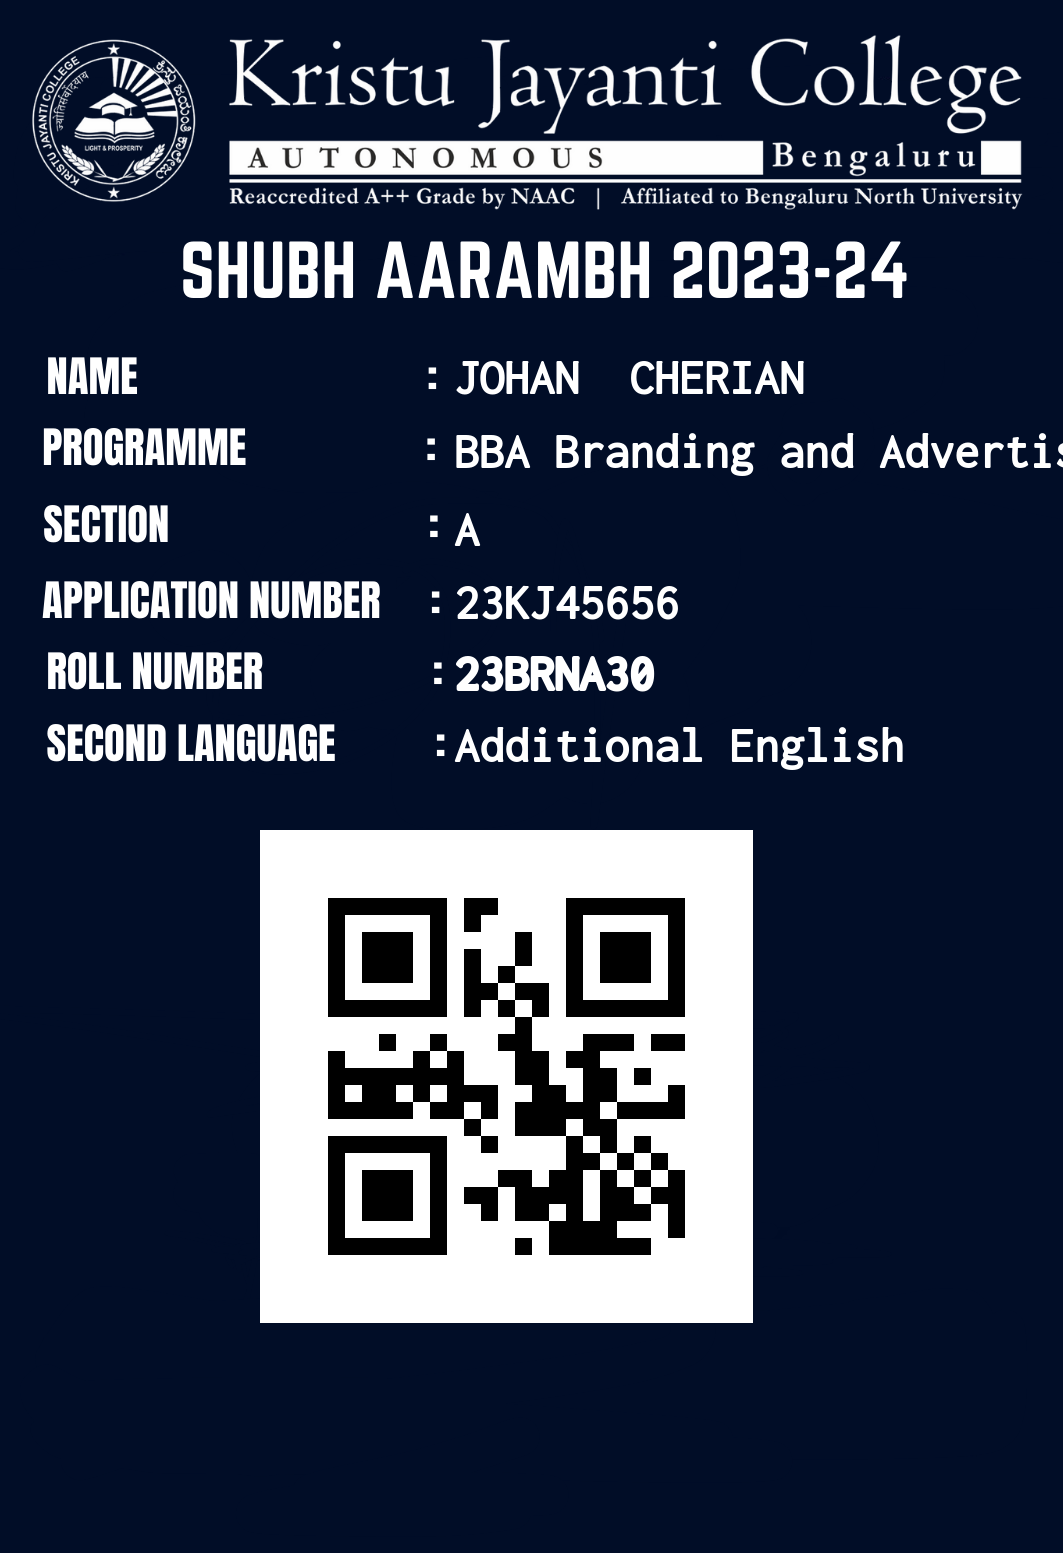 KRISTU JAYANTI COLLEGE
ಕ್ರಿಸ್ತು ಜಯಂತಿ ಕಾಲೇಜು
LIGHT & PROSPERITY
Kristu Jayanti College
AUTONOMOUS Bengaluru
Reaccredited A++ Grade by NAAC | Affiliated to Bengaluru North University
SHUBH AARAMBH 2023-24
NAME : JOHAN CHERIAN
PROGRAMME : BBA Branding and Advertis
SECTION : A
APPLICATION NUMBER : 23KJ45656
ROLL NUMBER : 23BRNA30
SECOND LANGUAGE : Additional English